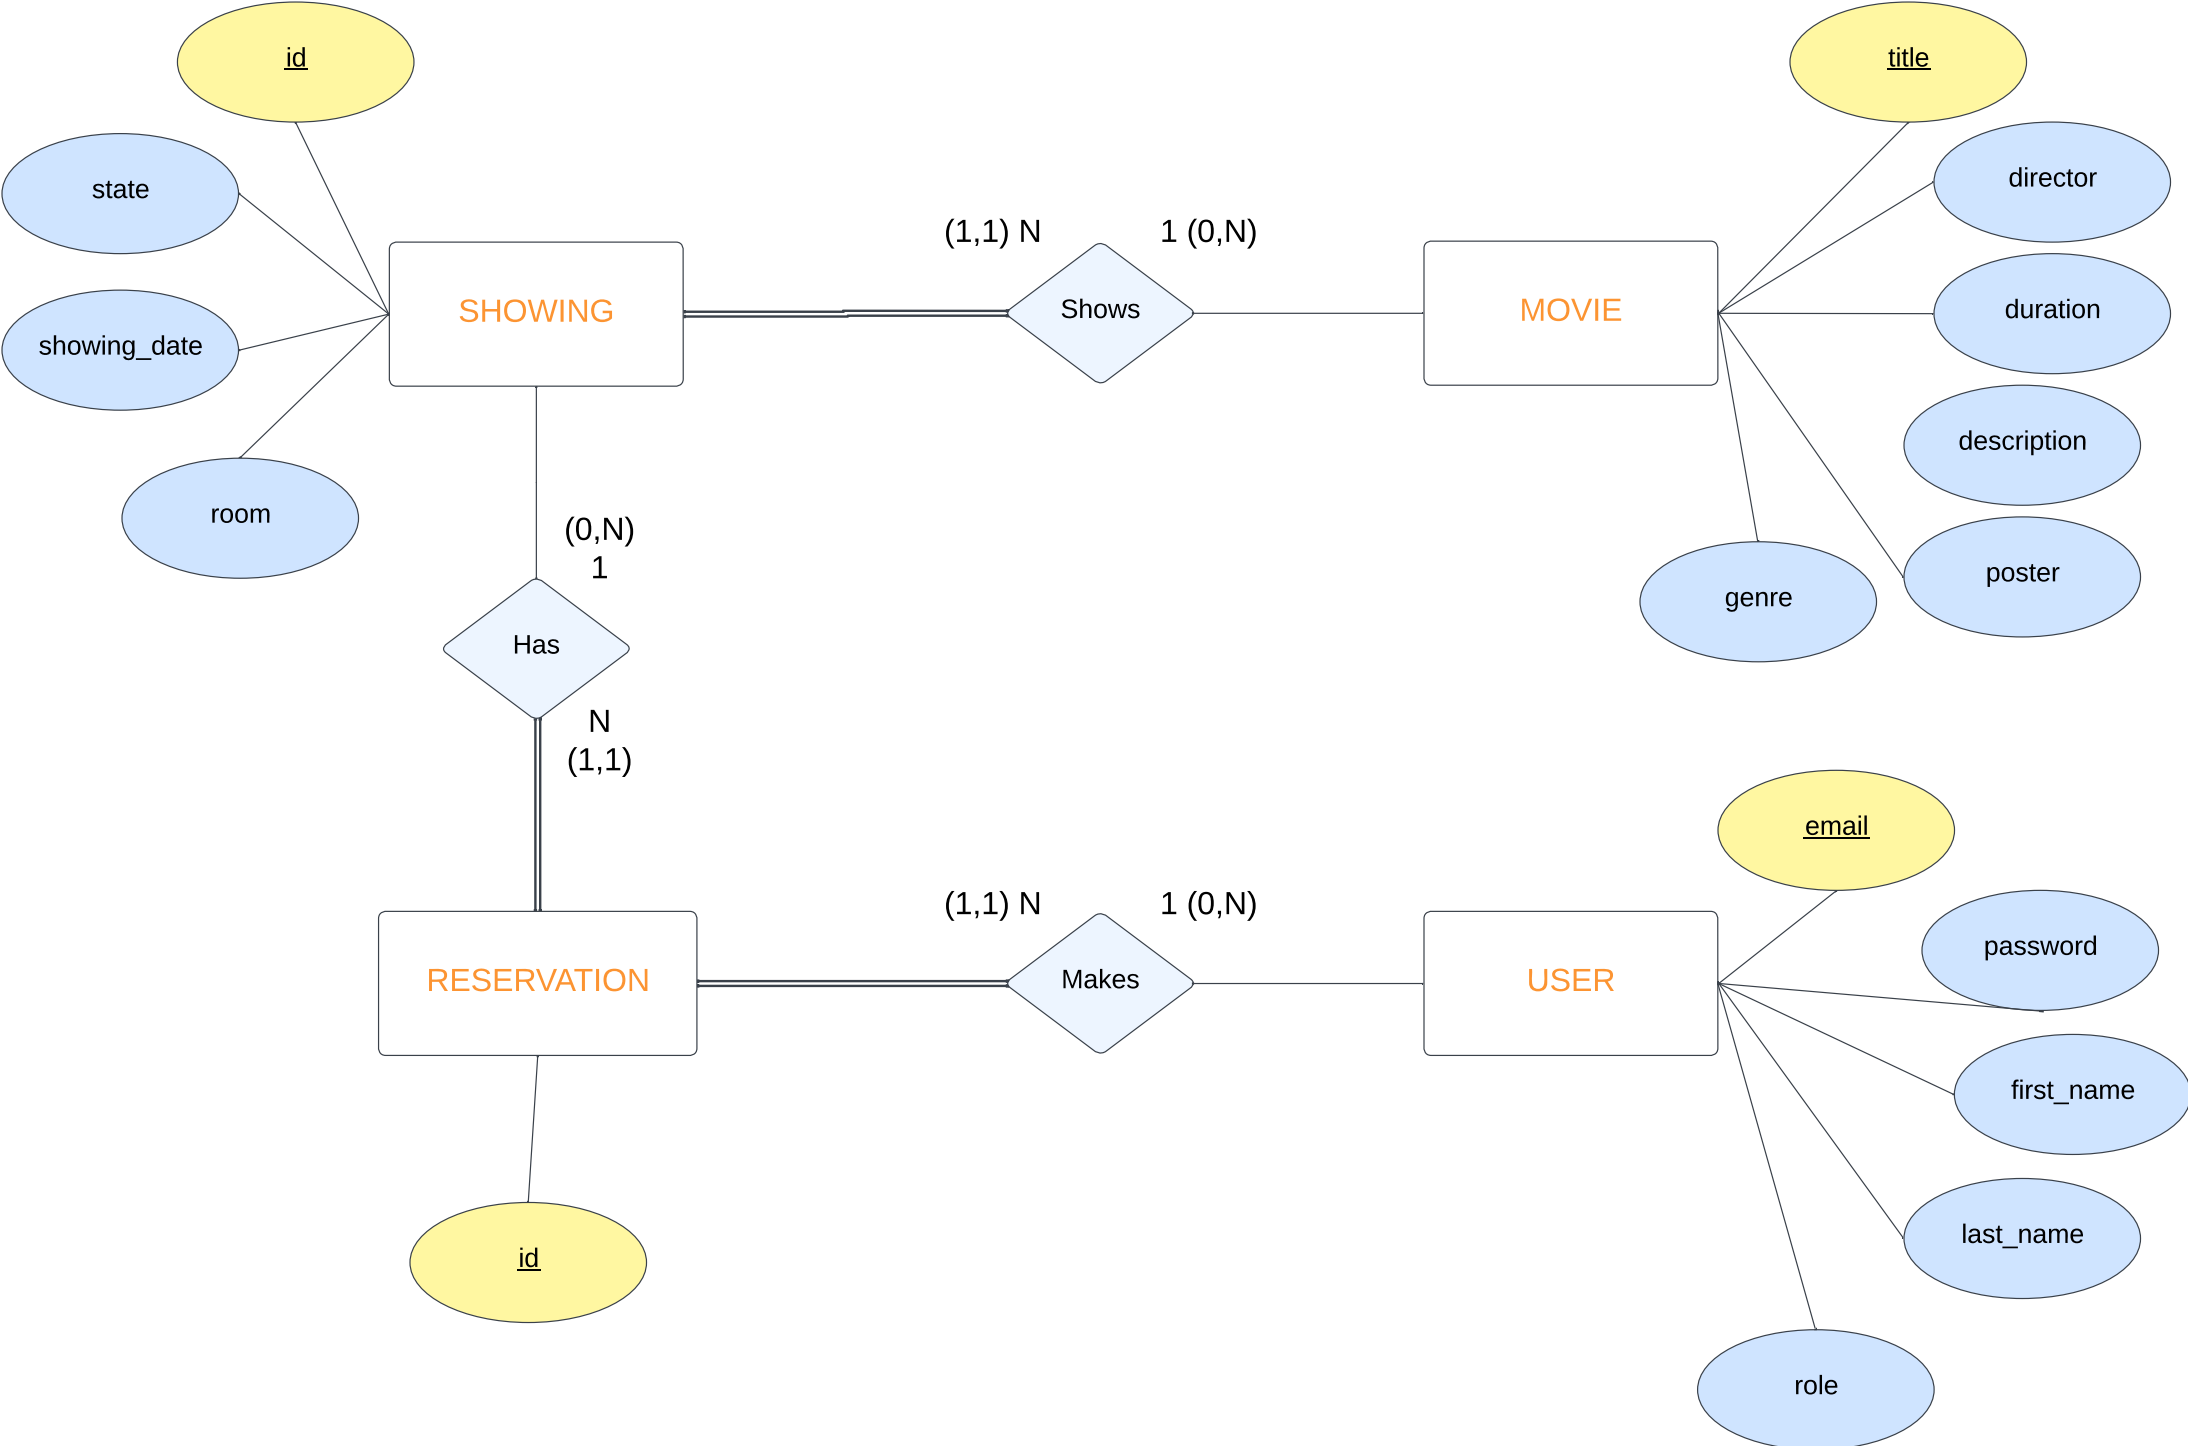 id
title
state
director
(1,1) N
1 (0,N)
SHOWING
Shows
MOVIE
duration
showing_date
description
room
(0,N)
1
poster
genre
Has
N
(1,1)
email
(1,1) N
1 (0,N)
password
RESERVATION
Makes
USER
first_name
last_name
id
role